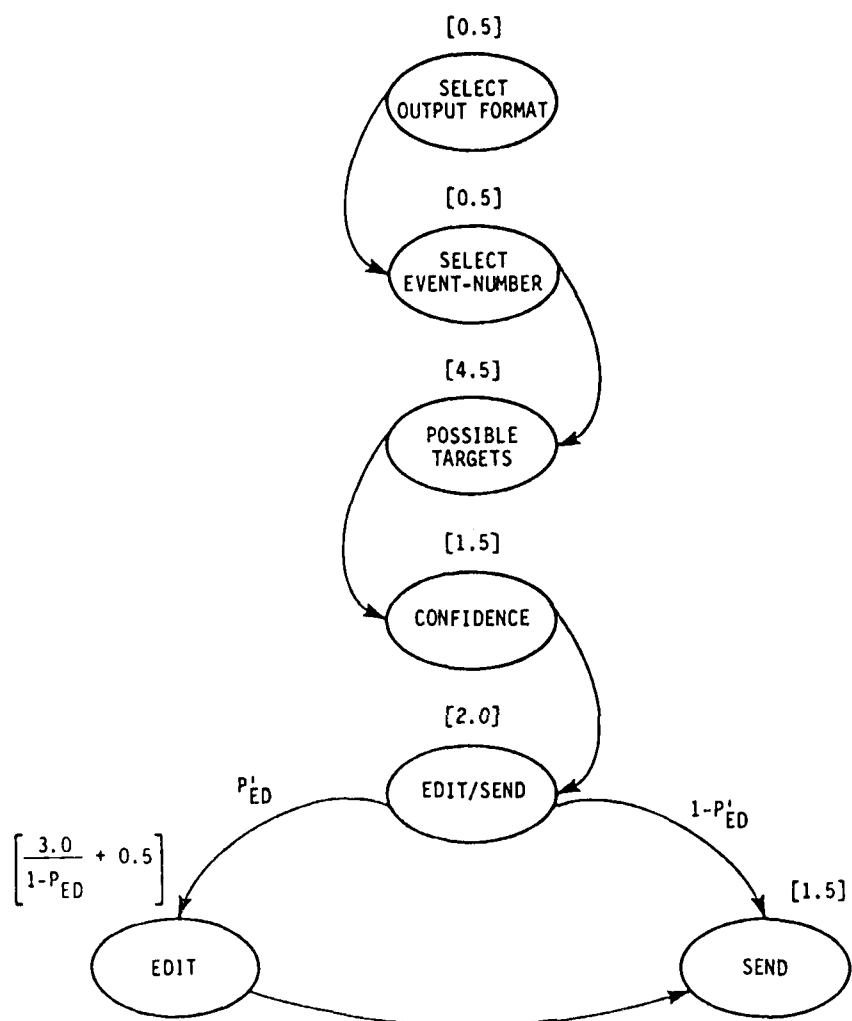 [0.5]
SELECT
OUTPUT FORMAT
[0.5]
SELECT
EVENT-NUMBER
[4.5]
POSSIBLE
TARGETS
[1.5]
CONFIDENCE
[2.0]
EDIT/SEND
P'ED
1-P'ED
[3.0/1-PED + 0.5]
[1.5]
EDIT
SEND